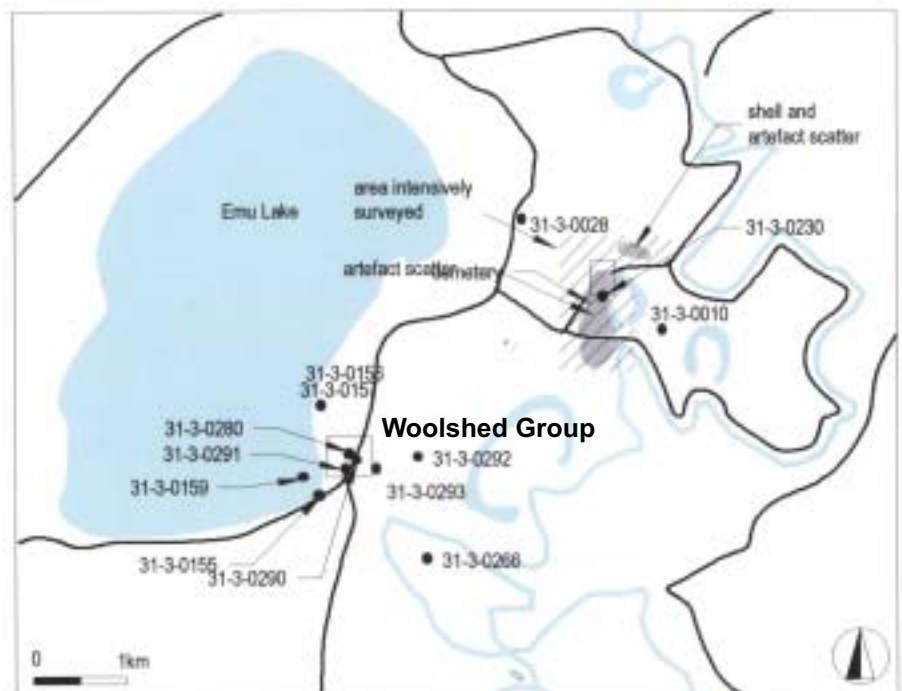 shell and
artefact scatter
area intensively
surveyed
Emu Lake
31-3-0028
31-3-0230
artefact scatter
cemetery
31-3-0010
31-3-0153
31-3-015
31-3-0280
Woolshed Group
31-3-0291
31-3-0292
31-3-0159
31-3-0293
31-3-0155
31-3-0290
31-3-0266
0 1km